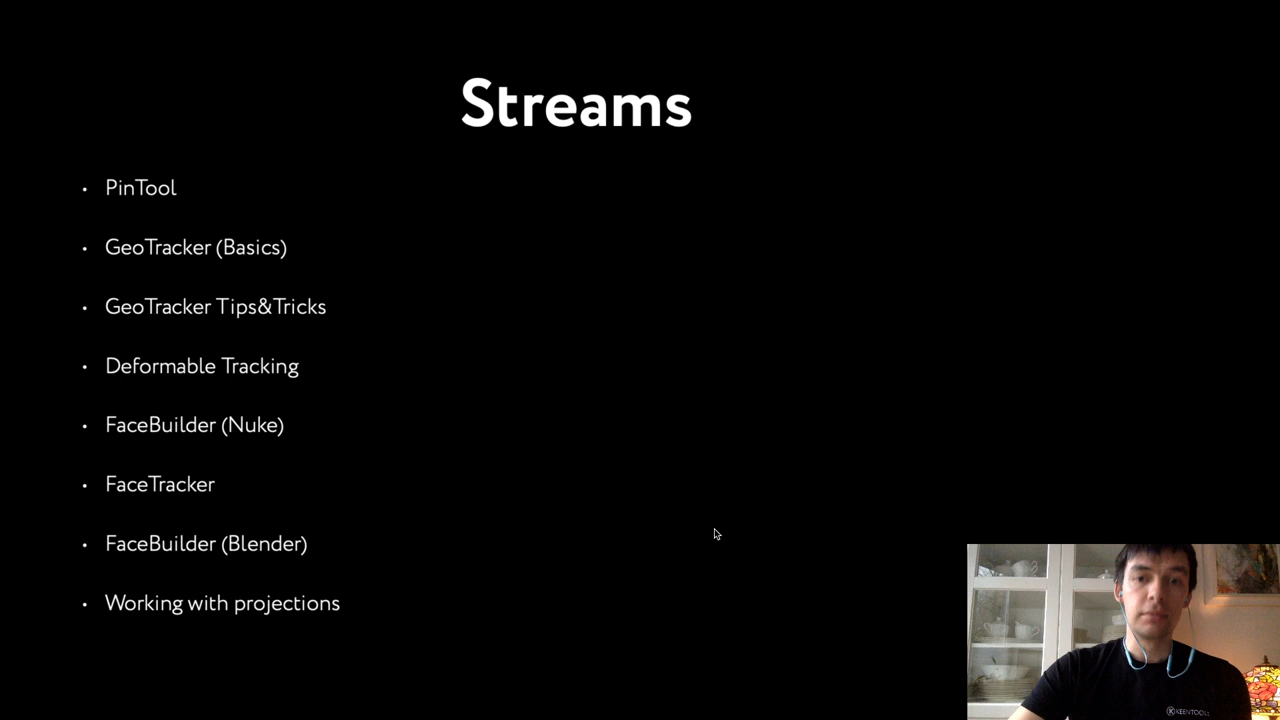 Streams
• PinTool
• GeoTracker (Basics)
• GeoTracker Tips&Tricks
• Deformable Tracking
• FaceBuilder (Nuke)
• FaceTracker
• FaceBuilder (Blender)
• Working with projections
KEENTOOLS